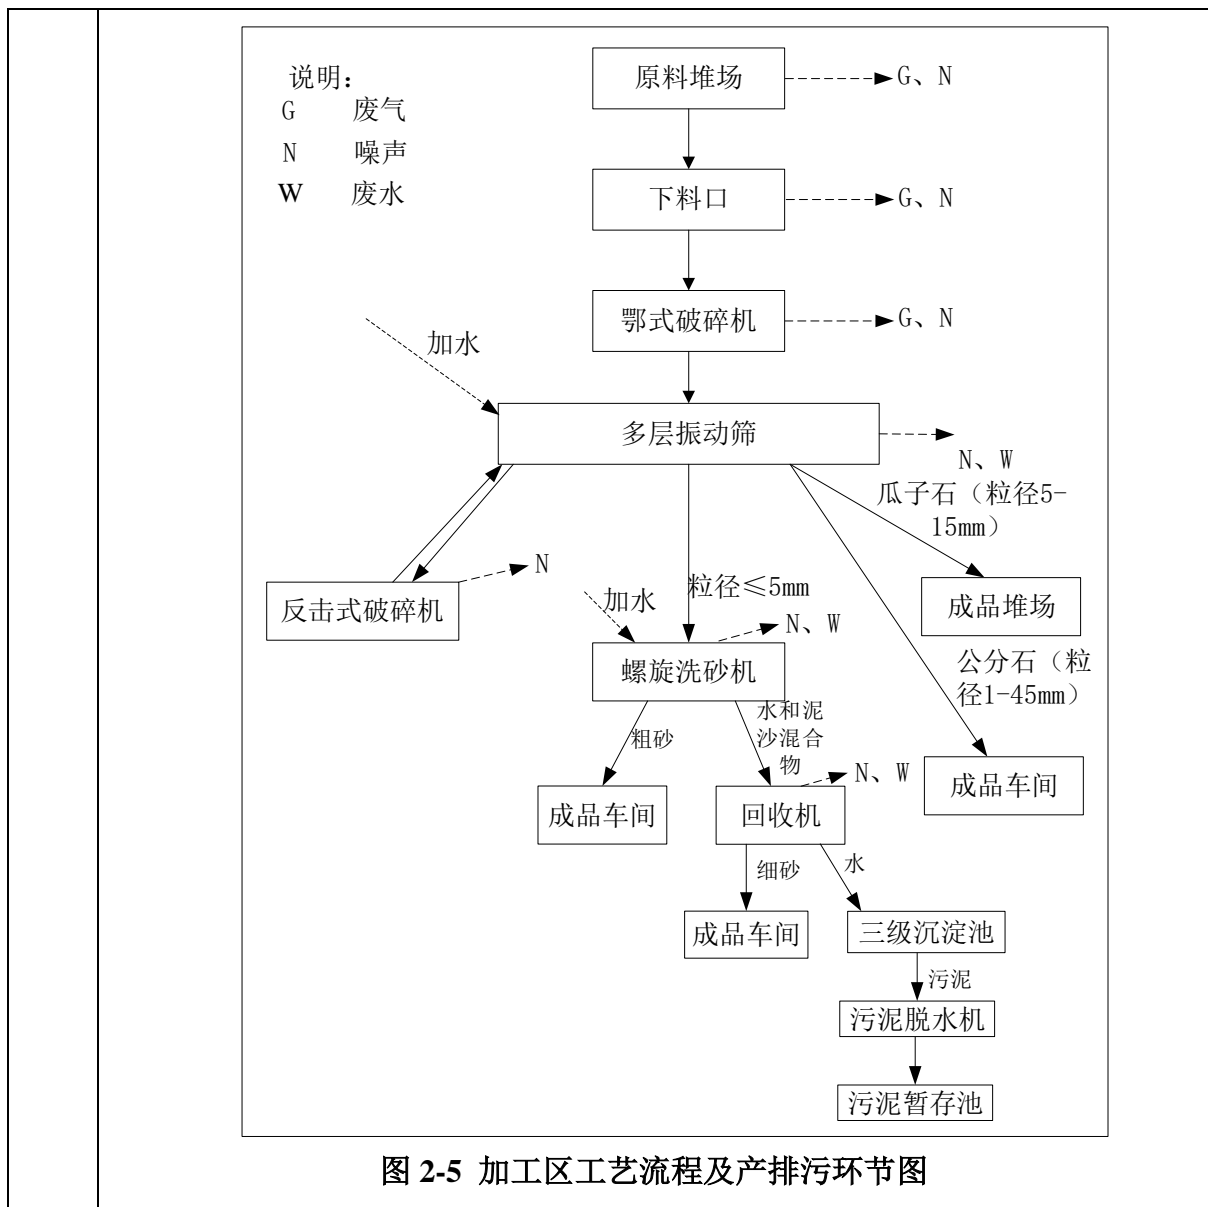 说明：
G 废气
N 噪声
W 废水
原料堆场
G、N
下料口
G、N
鄂式破碎机
G、N
加水
多层振动筛
N、W
瓜子石（粒径5-
15mm）
反击式破碎机
N
加水
粒径≤5mm
N、W
成品堆场
螺旋洗砂机
公分石（粒
径1-45mm）
粗砂
水和泥
沙混合
物
N、W
成品车间
成品车间
回收机
细砂
水
成品车间
三级沉淀池
污泥
污泥脱水机
污泥暂存池
图 2-5 加工区工艺流程及产排污环节图